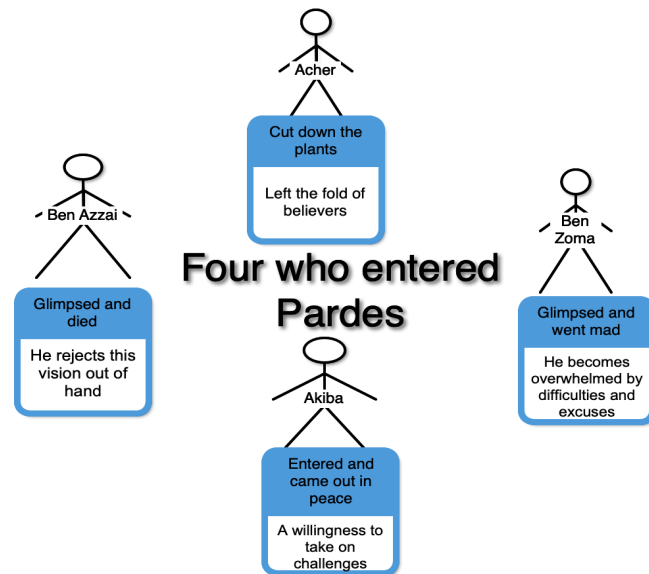 Acher
Cut down the
plants
Left the fold of
believers
Ben Azzai
Glimpsed and
died
He rejects this
vision out of
hand
Four who entered
Pardes
Ben
Zoma
Glimpsed and
went mad
He becomes
overwhelmed by
difficulties and
excuses
Akiba
Entered and
came out in
peace
A willingness to
take on
challenges